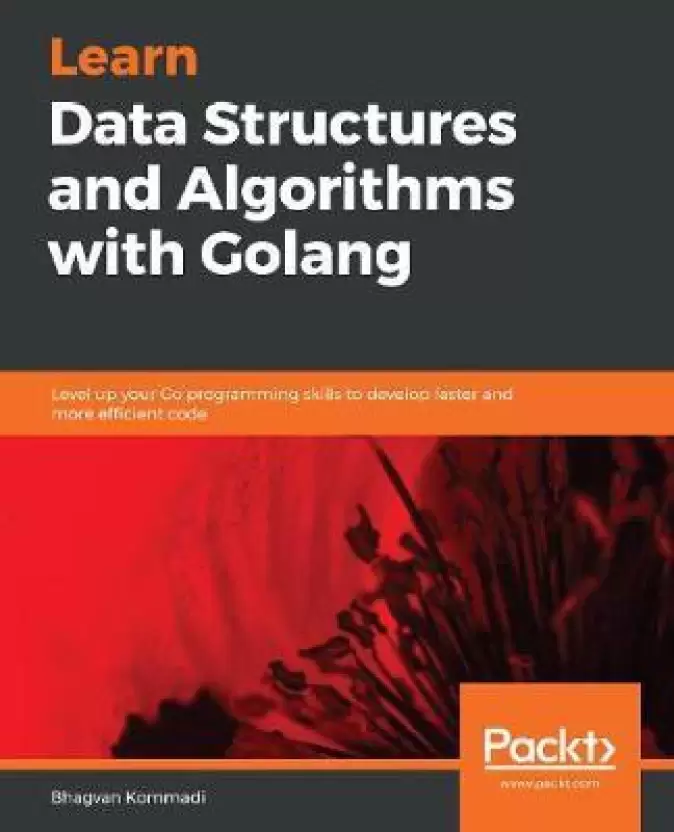 Learn
Data Structures
and Algorithms
with Golang
Level up your Go programming skills to develop faster and
more efficient code
Packt>
www.packt.com
Bhagvan Kommadi